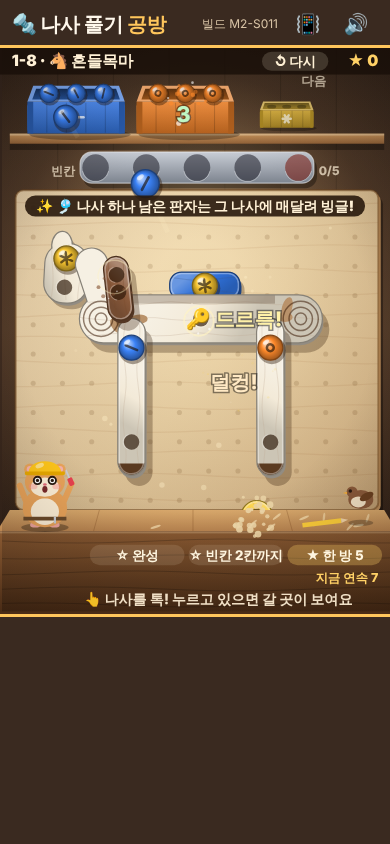 나사 풀기 공방
빌드 M2-S011
1-8 · 흔들목마
다시
★ 0
다음
3
빈칸
0/5
나사 하나 남은 판자는 그 나사에 매달려 빙글!
드르륵!
덜컹!
☆ 완성
☆ 빈칸 2칸까지
★ 한 방 5
지금 연속 7
나사를 톡! 누르고 있으면 갈 곳이 보여요